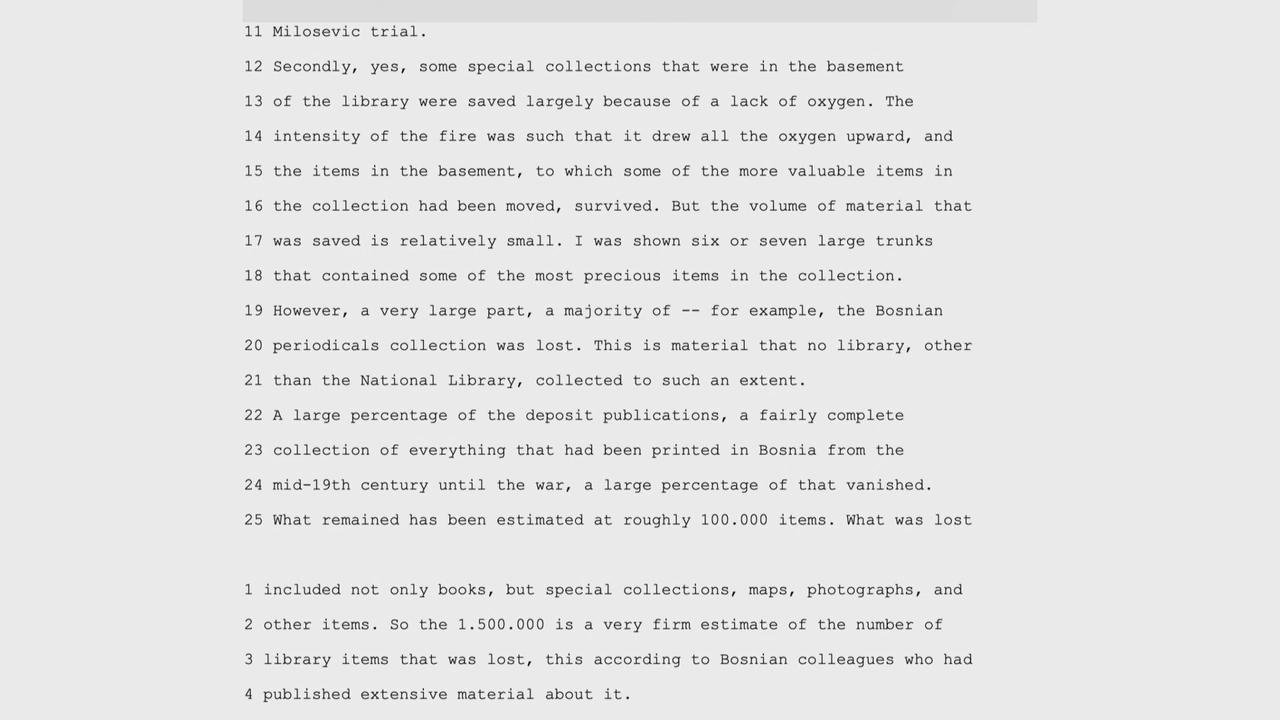 11 Milosevic trial.
12 Secondly, yes, some special collections that were in the basement
13 of the library were saved largely because of a lack of oxygen. The
14 intensity of the fire was such that it drew all the oxygen upward, and
15 the items in the basement, to which some of the more valuable items in
16 the collection had been moved, survived. But the volume of material that
17 was saved is relatively small. I was shown six or seven large trunks
18 that contained some of the most precious items in the collection.
19 However, a very large part, a majority of -- for example, the Bosnian
20 periodicals collection was lost. This is material that no library, other
21 than the National Library, collected to such an extent.
22 A large percentage of the deposit publications, a fairly complete
23 collection of everything that had been printed in Bosnia from the
24 mid-19th century until the war, a large percentage of that vanished.
25 What remained has been estimated at roughly 100.000 items. What was lost
1 included not only books, but special collections, maps, photographs, and
2 other items. So the 1.500.000 is a very firm estimate of the number of
3 library items that was lost, this according to Bosnian colleagues who had
4 published extensive material about it.